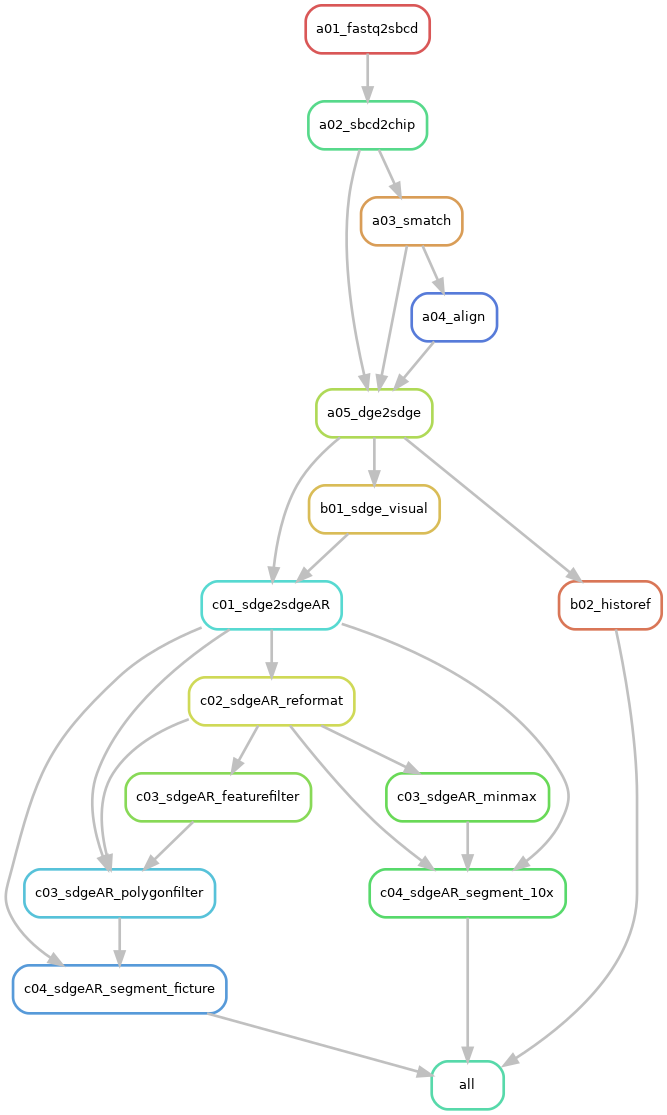 a01_fastq2sbcd
a02_sbcd2chip
a03_smatch
a04_align
a05_dge2sdge
b01_sdge_visual
c01_sdge2sdgeAR
b02_historef
c02_sdgeAR_reformat
c03_sdgeAR_featurefilter
c03_sdgeAR_minmax
c03_sdgeAR_polygonfilter
c04_sdgeAR_segment_10x
c04_sdgeAR_segment_ficture
all